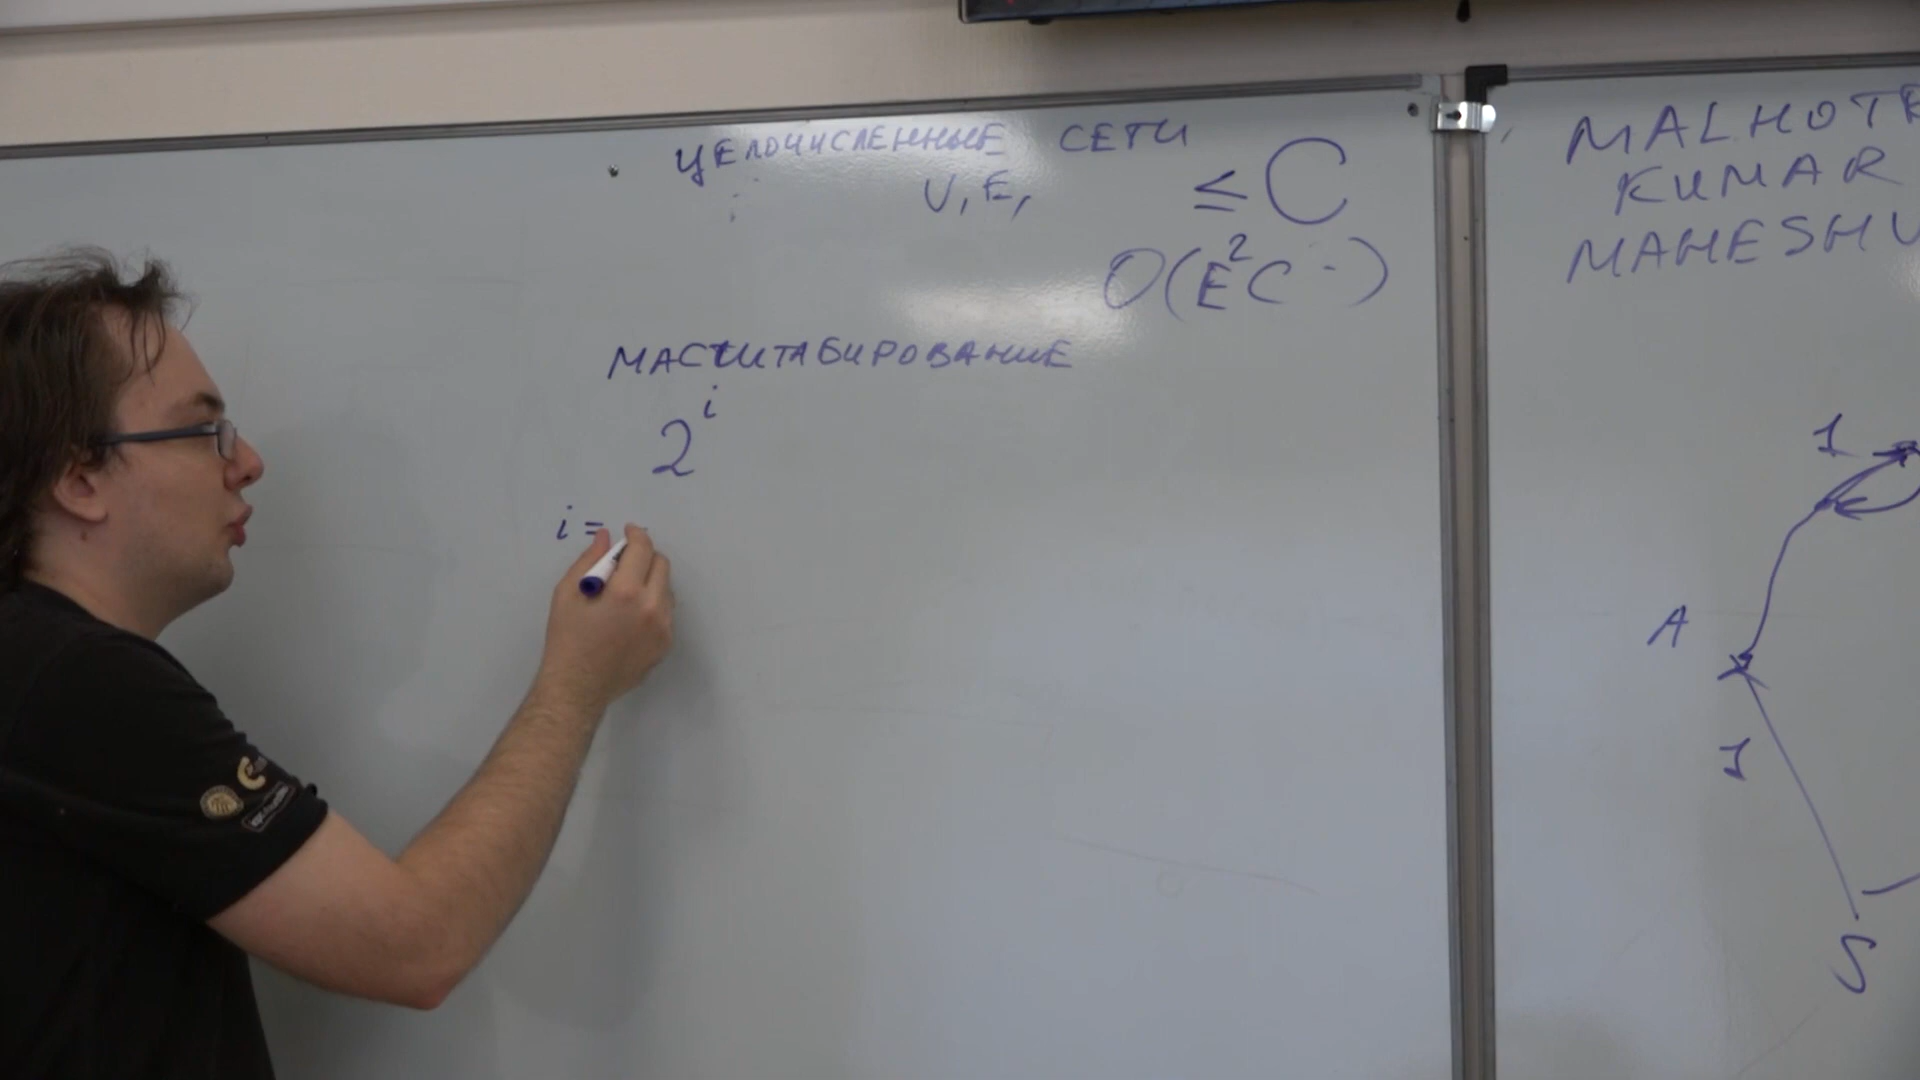 ЦЕЛОЧИСЛЕННЫЕ СЕТИ
V, E, ≤ C
O(E²C)
МАСШТАБИРОВАНИЕ
2^i
i =
MALHOTR
KUMAR
MAHESHW
1
A
1
S